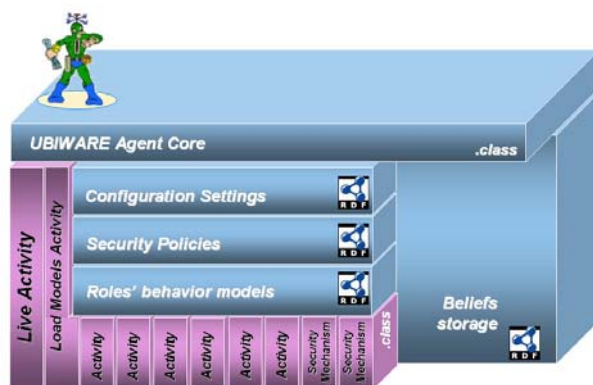 UBIWARE Agent Core
.class
Live Activity
Load Models Activity
Configuration Settings
RDF
Security Policies
RDF
Roles' behavior models
RDF
Activity
Activity
Activity
Activity
Activity
Activity
Security
Mechanism
Security
Mechanism
.class
Beliefs
storage
RDF